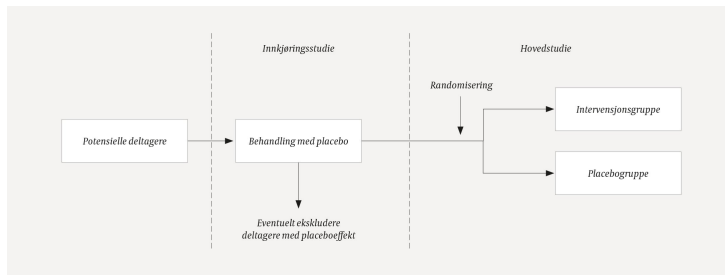 Innkjøringsstudie
Hovedstudie
Randomisering
Potensielle deltagere
Behandling med placebo
Intervensjonsgruppe
Placebogruppe
Eventuelt ekskludere
deltagere med placeboeffekt